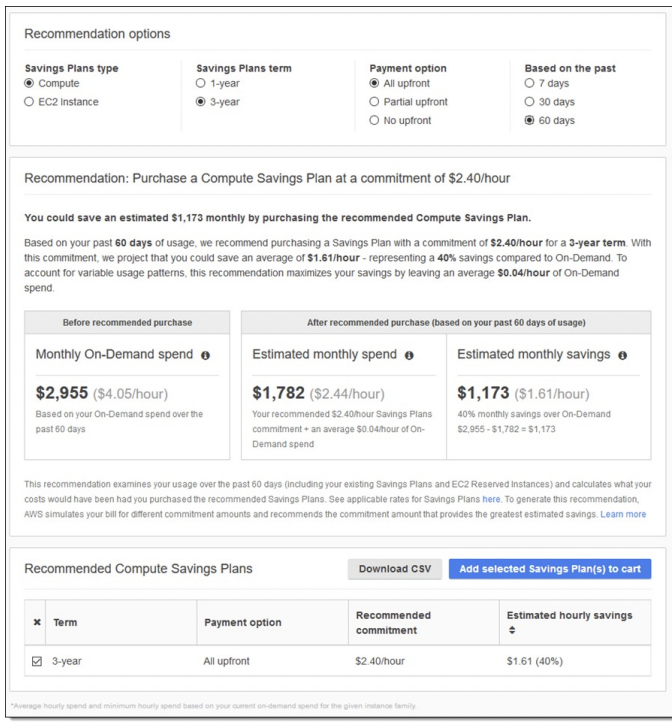 Recommendation options
Savings Plans type
Compute
EC2 Instance
Savings Plans term
1-year
3-year
Payment option
All upfront
Partial upfront
No upfront
Based on the past
7 days
30 days
60 days
Recommendation: Purchase a Compute Savings Plan at a commitment of $2.40/hour
You could save an estimated $1,173 monthly by purchasing the recommended Compute Savings Plan.
Based on your past 60 days of usage, we recommend purchasing a Savings Plan with a commitment of $2.40/hour for a 3-year term. With
this commitment, we project that you could save an average of $1.61/hour - representing a 40% savings compared to On-Demand. To
account for variable usage patterns, this recommendation maximizes your savings by leaving an average $0.04/hour of On-Demand
spend.
Before recommended purchase
Monthly On-Demand spend
$2,955 ($4.05/hour)
Based on your On-Demand spend over the
past 60 days
After recommended purchase (based on your past 60 days of usage)
Estimated monthly spend
$1,782 ($2.44/hour)
Your recommended $2.40/hour Savings Plans
commitment + an average $0.04/hour of On-
Demand spend
Estimated monthly savings
$1,173 ($1.61/hour)
40% monthly savings over On-Demand
$2,955 - $1,782 = $1,173
This recommendation examines your usage over the past 60 days (including your existing Savings Plans and EC2 Reserved Instances) and calculates what your
costs would have been had you purchased the recommended Savings Plans. See applicable rates for Savings Plans here. To generate this recommendation,
AWS simulates your bill for different commitment amounts and recommends the commitment amount that provides the greatest estimated savings. Learn more
Recommended Compute Savings Plans
Download CSV
Add selected Savings Plan(s) to cart
Term
Payment option
Recommended
commitment
Estimated hourly savings
3-year
All upfront
$2.40/hour
$1.61 (40%)
*Average hourly spend and minimum hourly spend based on your current on-demand spend for the given instance family.